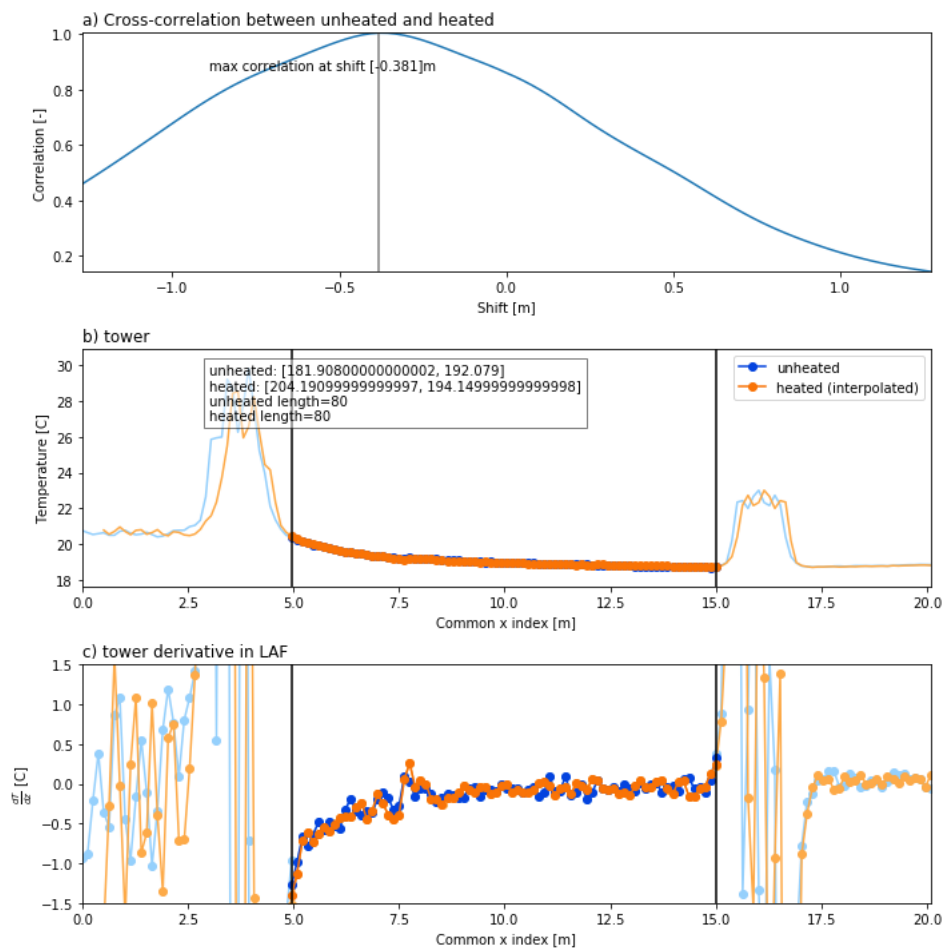 a) Cross-correlation between unheated and heated
1.0
0.8
0.6
0.4
0.2
Correlation [-]
max correlation at shift [-0.381]m
−1.0 −0.5 0.0 0.5 1.0
Shift [m]
b) tower
30
28
26
24
22
20
18
Temperature [C]
unheated: [181.90800000000002, 192.079]
heated: [204.19099999999997, 194.14999999999998]
unheated length=80
heated length=80
unheated
heated (interpolated)
0.0 2.5 5.0 7.5 10.0 12.5 15.0 17.5 20.0
Common x index [m]
c) tower derivative in LAF
1.5
1.0
0.5
0.0
−0.5
−1.0
−1.5
∂T/∂z [C]
0.0 2.5 5.0 7.5 10.0 12.5 15.0 17.5 20.0
Common x index [m]